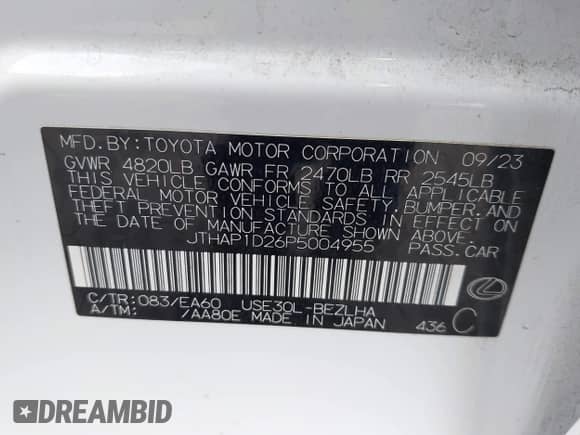 MFD.BY:TOYOTA MOTOR CORPORATION 09/23
GVWR 4820LB GAWR FR 2470LB RR 2545LB
THIS VEHICLE CONFORMS TO ALL APPLICABLE
FEDERAL MOTOR VEHICLE SAFETY,BUMPER,AND
THEFT PREVENTION STANDARDS IN EFFECT ON
THE DATE OF MANUFACTURE SHOWN ABOVE.
JTHAP1D26P5004955 PASS.CAR
C/TR:083/EA60 USE30L-BEZLHA
A/TM: /AA80E MADE IN JAPAN 436 C
DREAMBID